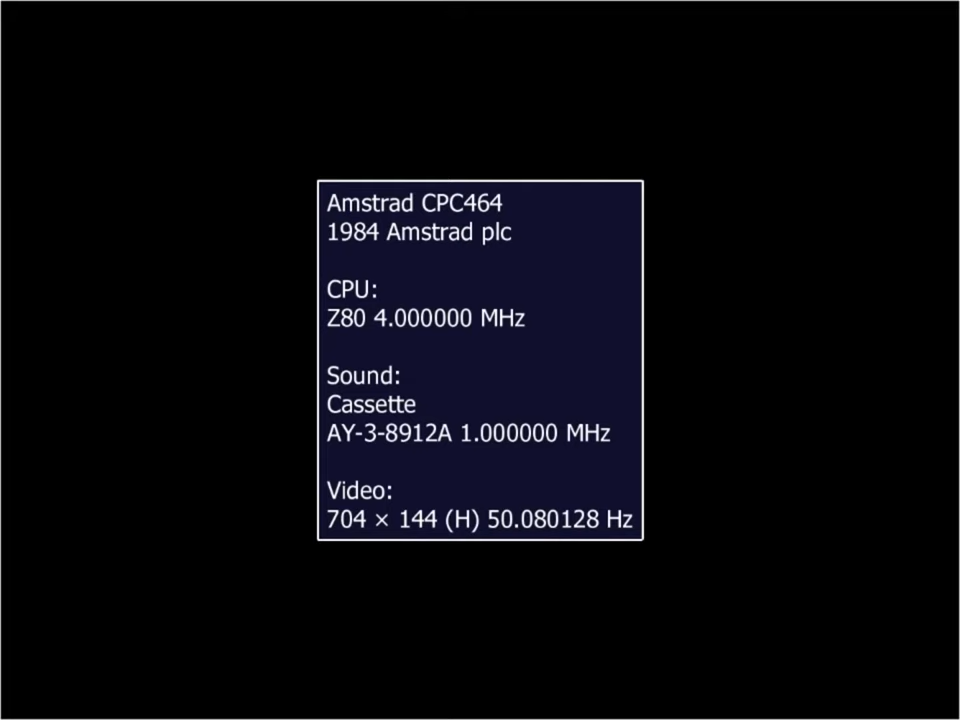 Amstrad CPC464
1984 Amstrad plc
CPU:
Z80 4.000000 MHz
Sound:
Cassette
AY-3-8912A 1.000000 MHz
Video:
704 × 144 (H) 50.080128 Hz